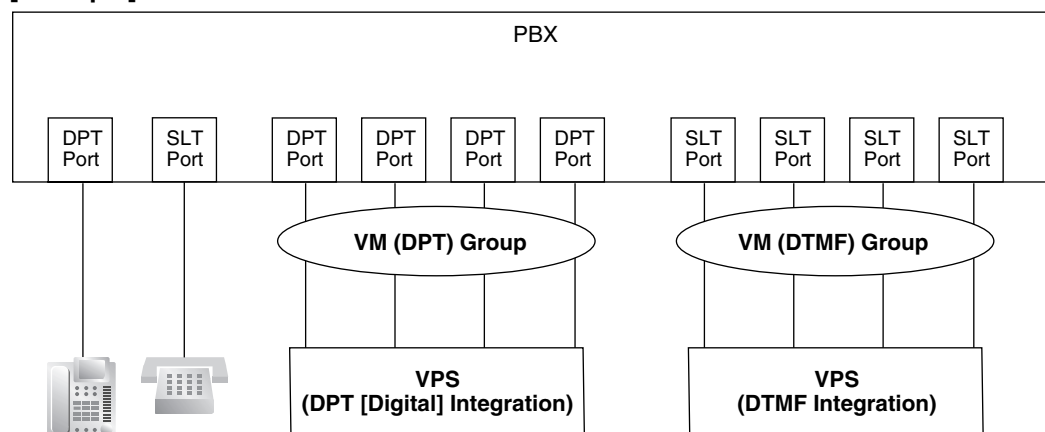 PBX
DPT Port
SLT Port
DPT Port
DPT Port
DPT Port
DPT Port
SLT Port
SLT Port
SLT Port
SLT Port
VM (DPT) Group
VM (DTMF) Group
VPS
(DPT [Digital] Integration)
VPS
(DTMF Integration)